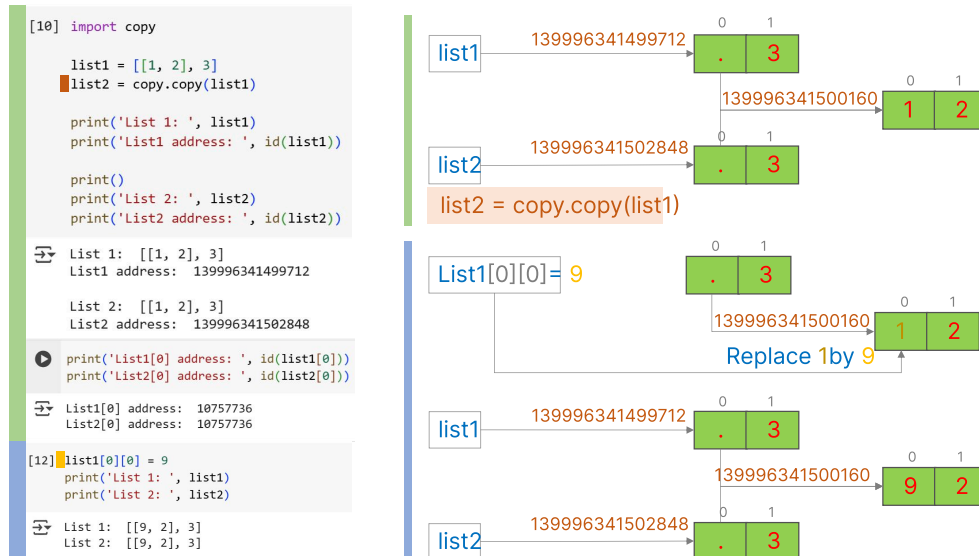 [10] import copy
list1 = [[1, 2], 3]
list2 = copy.copy(list1)
print('List 1: ', list1)
print('List1 address: ', id(list1))
print()
print('List 2: ', list2)
print('List2 address: ', id(list2))
List 1:  [[1, 2], 3]
List1 address:  139996341499712
List 2:  [[1, 2], 3]
List2 address:  139996341502848
print('List1[0] address: ', id(list1[0]))
print('List2[0] address: ', id(list2[0]))
List1[0] address:  10757736
List2[0] address:  10757736
[12] list1[0][0] = 9
print('List 1: ', list1)
print('List 2: ', list2)
List 1:  [[9, 2], 3]
List 2:  [[9, 2], 3]
0 1
list1 139996341499712 . 3
0 1
139996341500160 1 2
0 1
list2 139996341502848 . 3
list2 = copy.copy(list1)
0 1
List1[0][0]= 9 . 3
0 1
139996341500160 1 2
Replace 1by 9
0 1
list1 139996341499712 . 3
0 1
139996341500160 9 2
0 1
list2 139996341502848 . 3